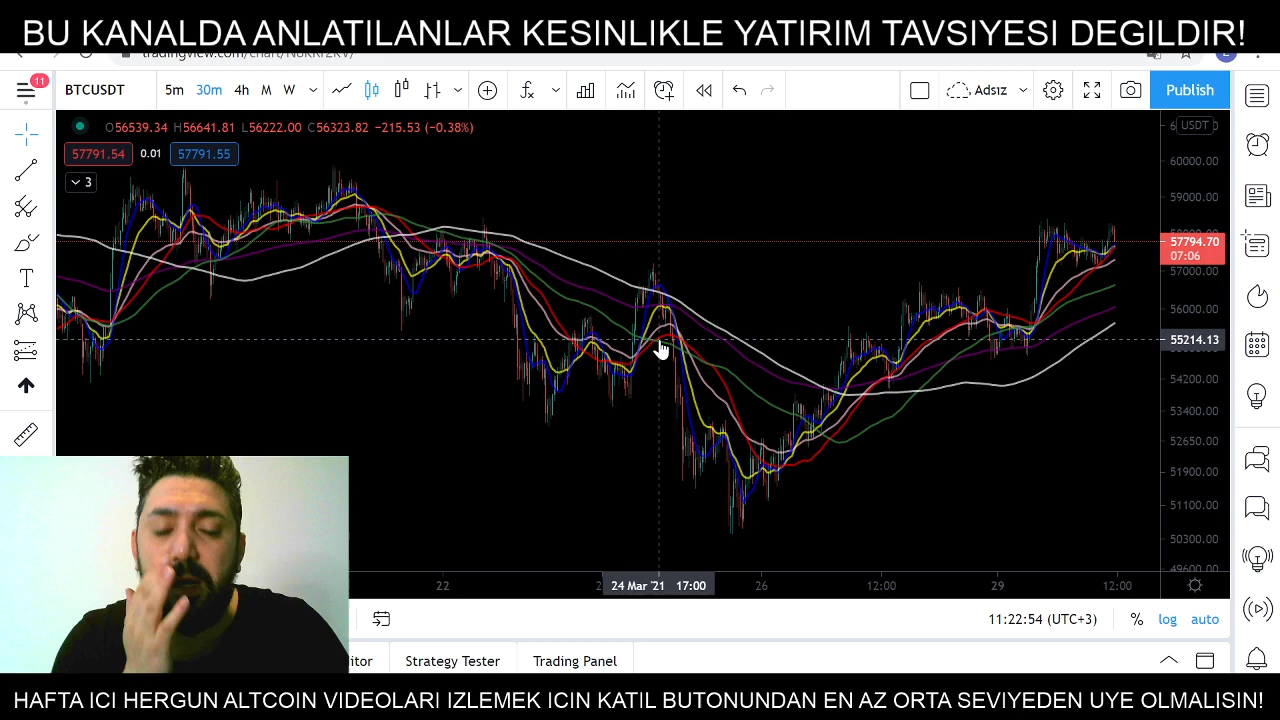 BU KANALDA ANLATILANLAR KESINLIKLE YATIRIM TAVSIYESI DEGILDIR!
11
BTCUSDT
5m 30m 4h M W
Adsız
Publish
O56539.34 H56641.81 L56222.00 C56323.82 −215.53 (−0.38%)
USDT
57791.54 0.01 57791.55
3
60000.00
59000.00
57794.70
07:06
57000.00
56000.00
55214.13
54200.00
53400.00
52650.00
51900.00
51100.00
50300.00
49600.00
22
24 Mar '21 17:00
26
12:00
29
12:00
11:22:54 (UTC+3)
%
log
auto
Strategy Tester
Trading Panel
HAFTA ICI HERGUN ALTCOIN VIDEOLARI IZLEMEK ICIN KATIL BUTONUNDAN EN AZ ORTA SEVIYEDEN UYE OLMALISIN!